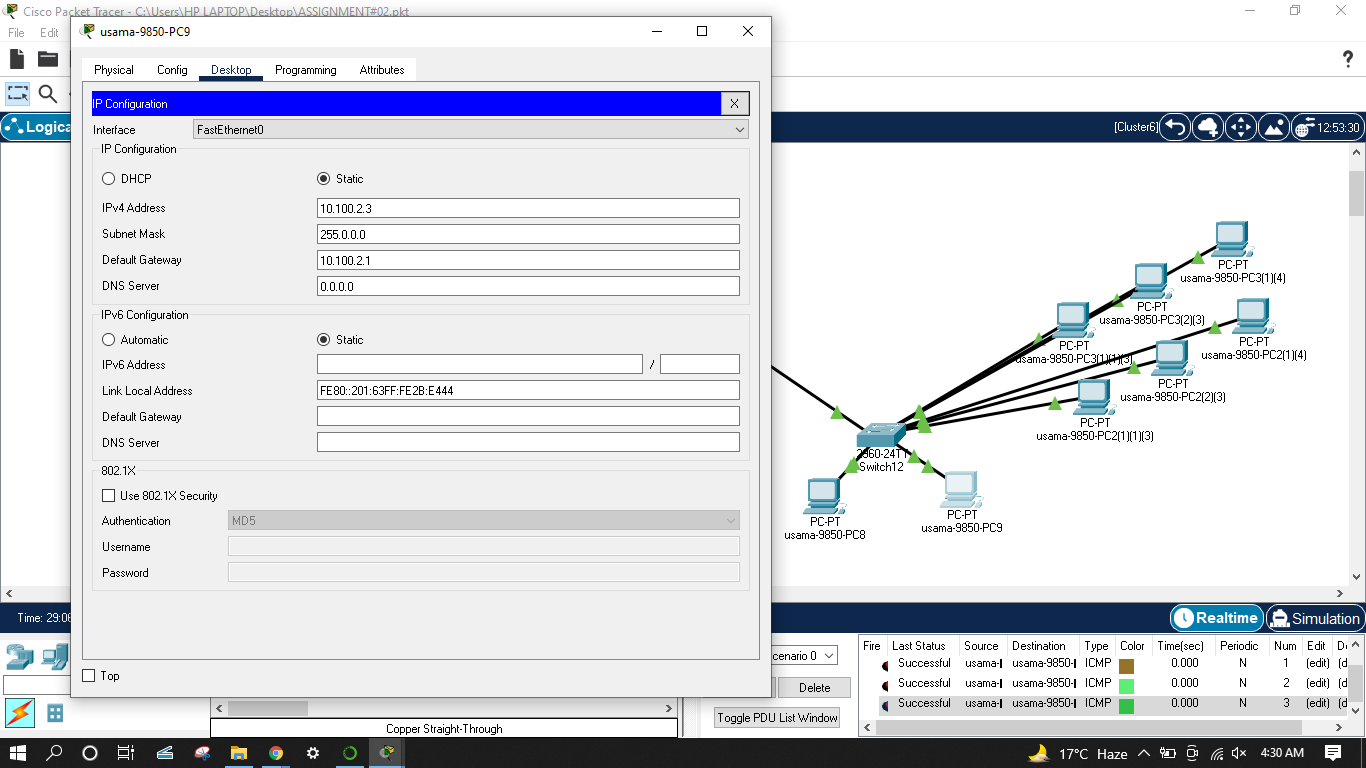 Cisco Packet Tracer - C:\Users\HP LAPTOP\Desktop\ASSIGNMENT#02.pkt
File Edit
usama-9850-PC9
Physical Config Desktop Programming Attributes
IP Configuration X
Interface FastEthernet0
IP Configuration
DHCP Static
IPv4 Address 10.100.2.3
Subnet Mask 255.0.0.0
Default Gateway 10.100.2.1
DNS Server 0.0.0.0
IPv6 Configuration
Automatic Static
IPv6 Address /
Link Local Address FE80::201:63FF:FE2B:E444
Default Gateway
DNS Server
802.1X
Use 802.1X Security
Authentication MD5
Username
Password
Top
Logica
[Cluster6] 12:53:30
PC-PT
usama-9850-PC3(1)(4)
PC-PT
usama-9850-PC3(2)(3)
PC-PT
usama-9850-PC3(1)(1)(3)
PC-PT
usama-9850-PC2(1)(4)
PC-PT
usama-9850-PC2(2)(3)
PC-PT
usama-9850-PC2(1)(1)(3)
2960-24TT
Switch12
PC-PT
usama-9850-PC8
PC-PT
usama-9850-PC9
Time: 29:06
Realtime Simulation
cenario 0
Delete
Toggle PDU List Window
Fire Last Status Source Destination Type Color Time(sec) Periodic Num Edit
Successful usama-I usama-9850-I ICMP 0.000 N 1 (edit) (d
Successful usama-I usama-9850-I ICMP 0.000 N 2 (edit) (d
Successful usama-I usama-9850-I ICMP 0.000 N 3 (edit) (d
Copper Straight-Through
17°C Haze 4:30 AM